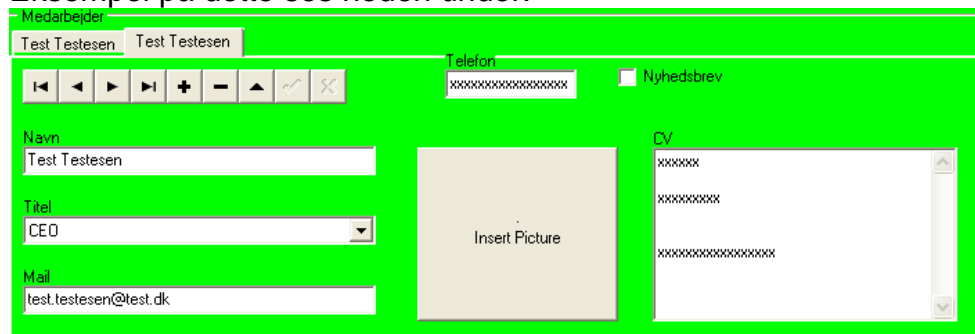 Medarbejder
Test Testesen Test Testesen
Telefon
xxxxxxxxxxxxxxxxx
Nyhedsbrev
Navn
Test Testesen
Titel
CEO
Mail
test.testesen@test.dk
.
Insert Picture
CV
xxxxxx
xxxxxxxxx
xxxxxxxxxxxxxxxxx